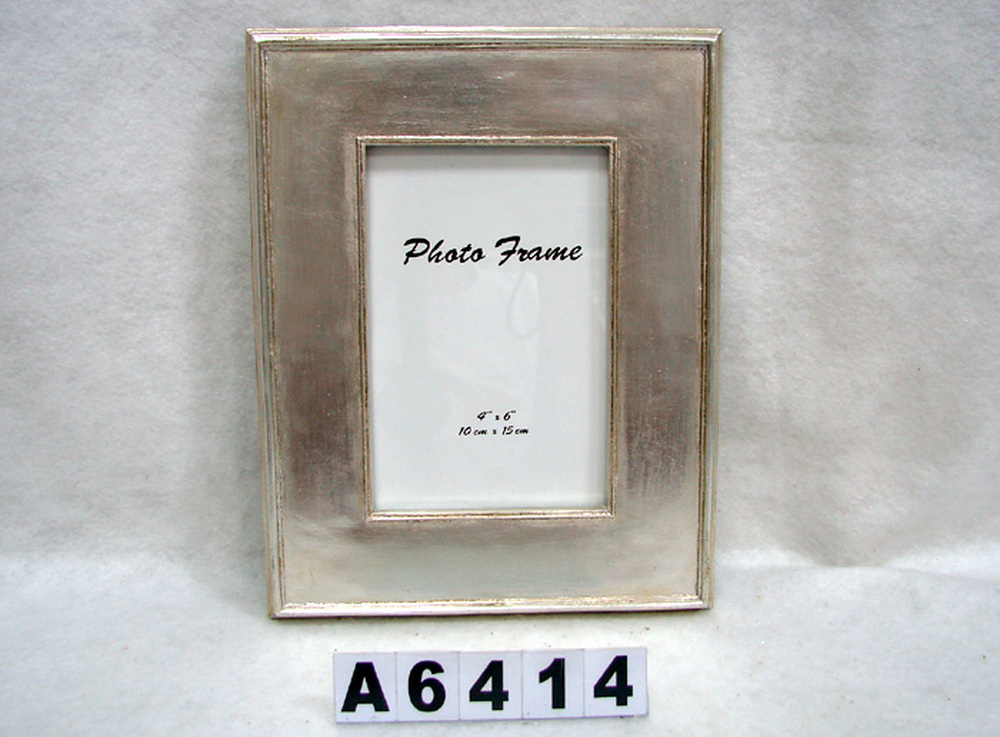 Photo Frame
4" x 6"
10 cm x 15 cm
A6414